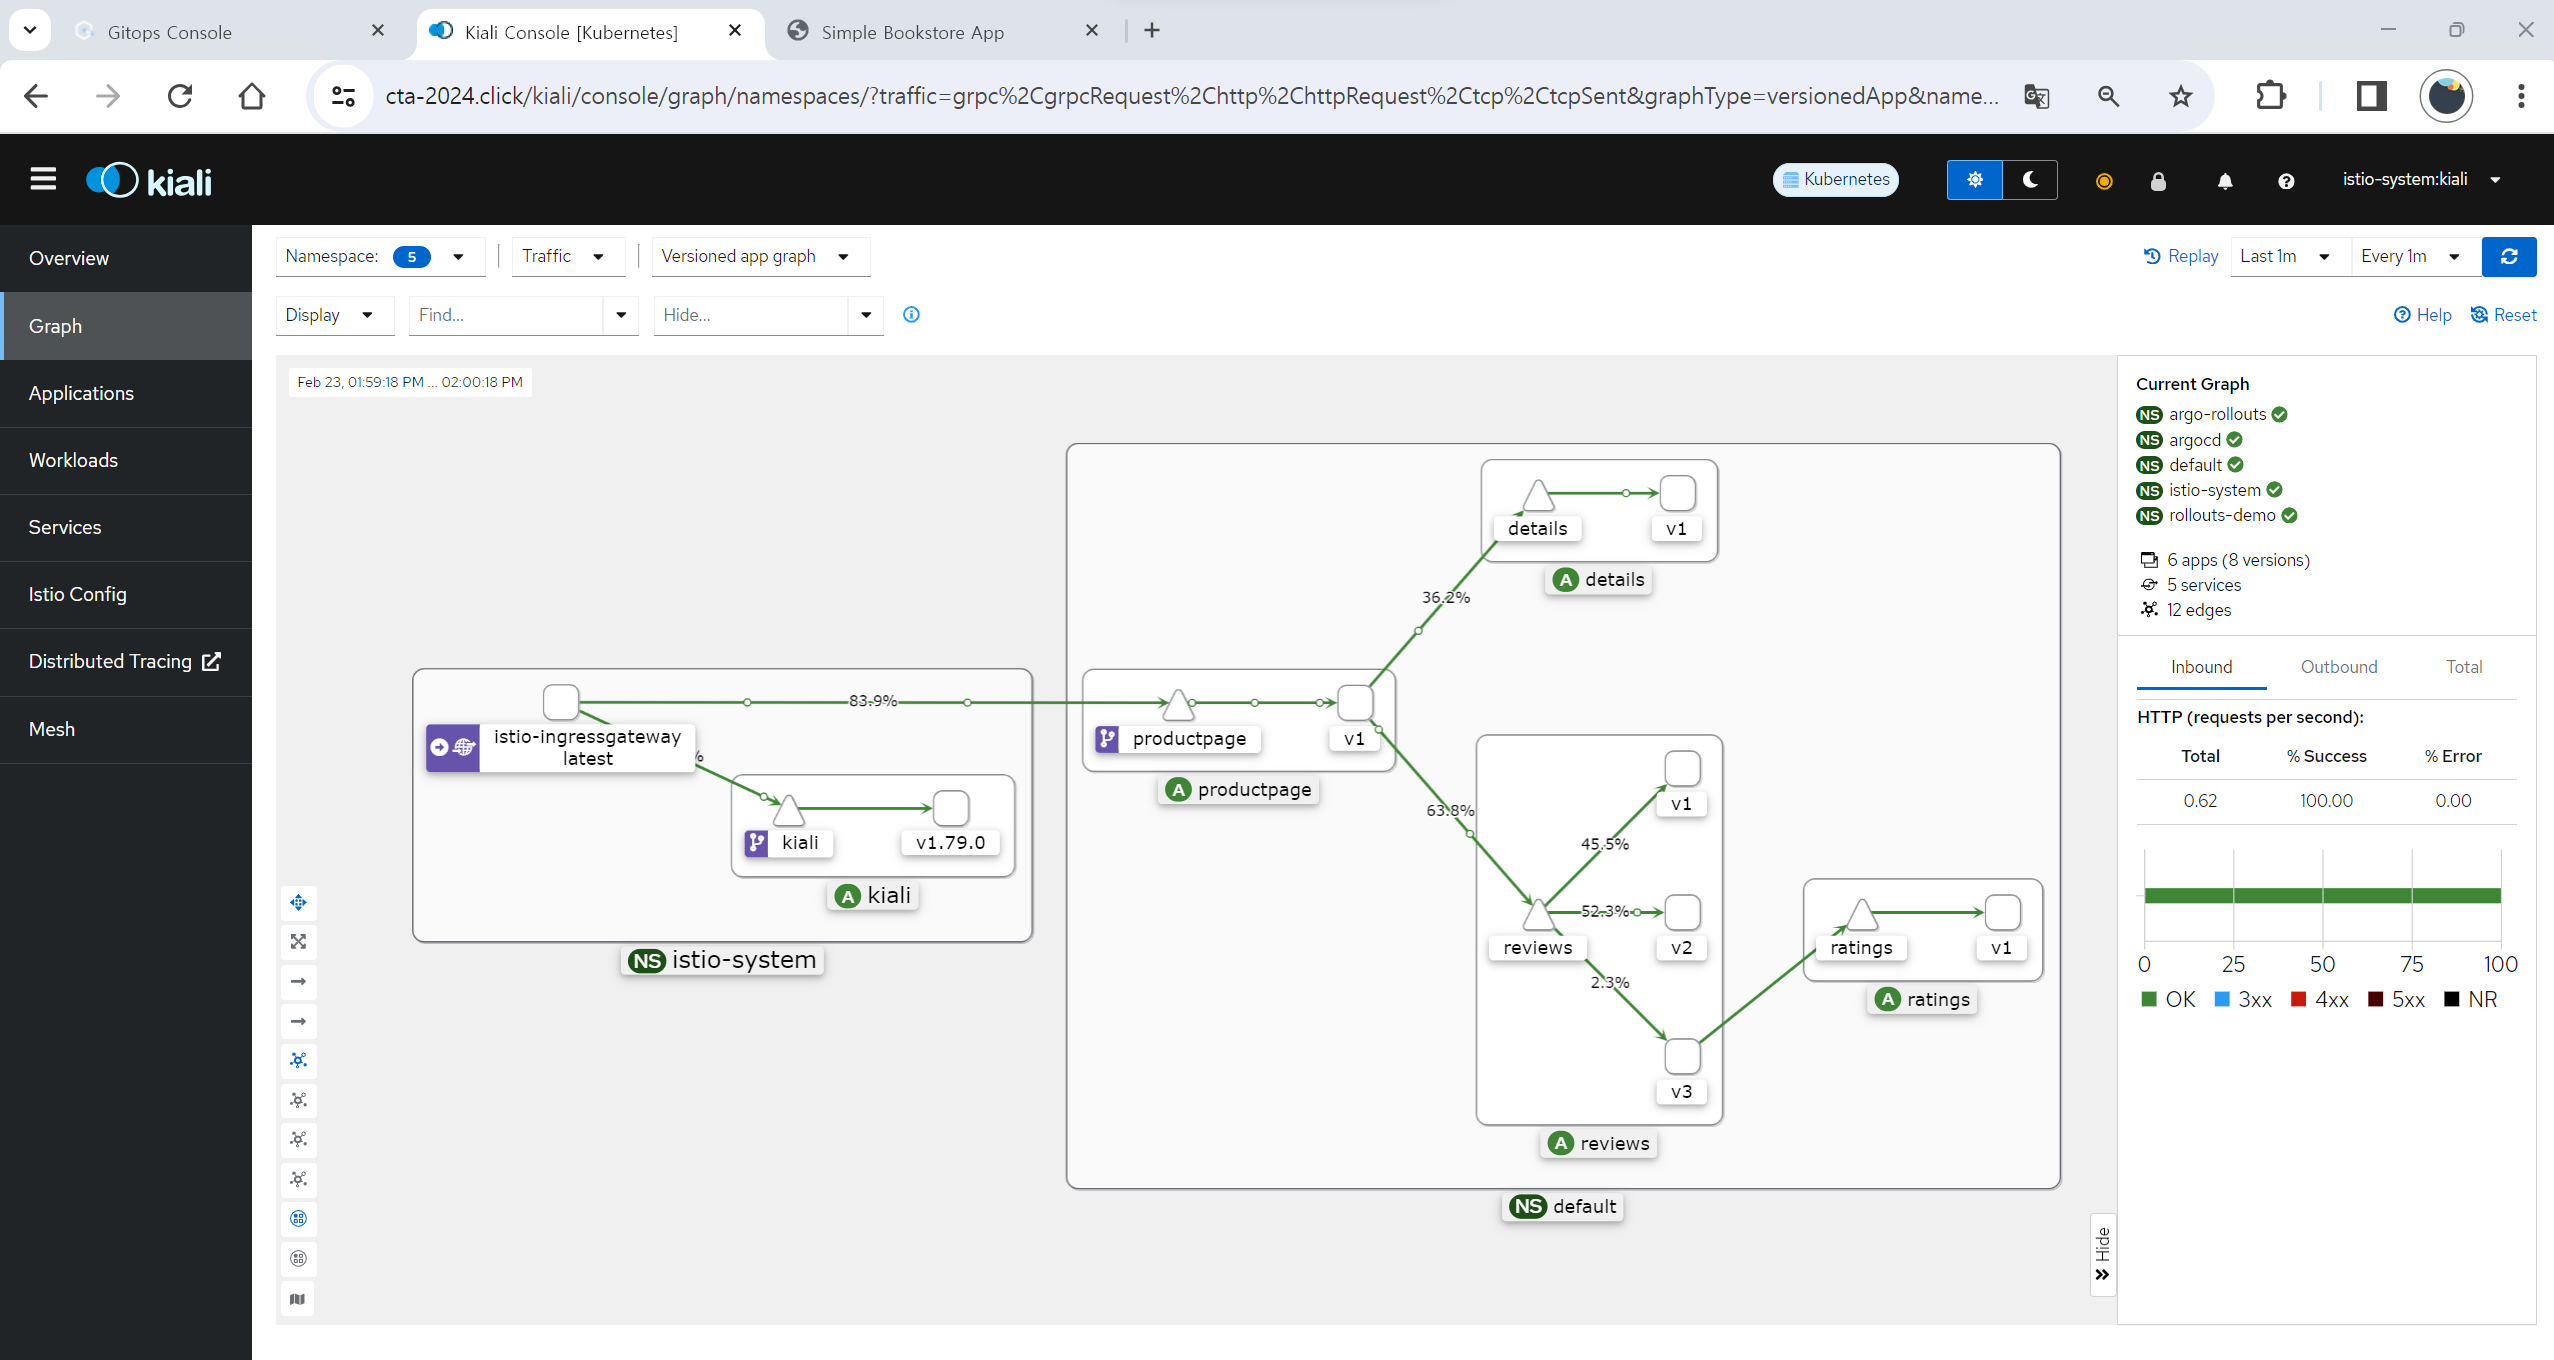 Gitops Console
Kiali Console [Kubernetes]
Simple Bookstore App
cta-2024.click/kiali/console/graph/namespaces/?traffic=grpc%2CgrpcRequest%2Chttp%2ChttpRequest%2Ctcp%2CtcpSent&graphType=versionedApp&name...
kiali
Kubernetes
istio-system:kiali
Overview
Graph
Applications
Workloads
Services
Istio Config
Distributed Tracing
Mesh
Namespace: 5
Traffic
Versioned app graph
Replay
Last 1m
Every 1m
Display
Find...
Hide...
Help
Reset
Feb 23, 01:59:18 PM ... 02:00:18 PM
details
v1
A details
36.2%
83.9%
istio-ingressgateway
latest
%
productpage
v1
A productpage
kiali
v1.79.0
A kiali
NS istio-system
63.8%
v1
45.5%
52.3%
reviews
v2
2.3%
v3
A reviews
ratings
v1
A ratings
NS default
Hide
Current Graph
NS argo-rollouts
NS argocd
NS default
NS istio-system
NS rollouts-demo
6 apps (8 versions)
5 services
12 edges
Inbound
Outbound
Total
HTTP (requests per second):
Total % Success % Error
0.62 100.00 0.00
0 25 50 75 100
OK 3xx 4xx 5xx NR